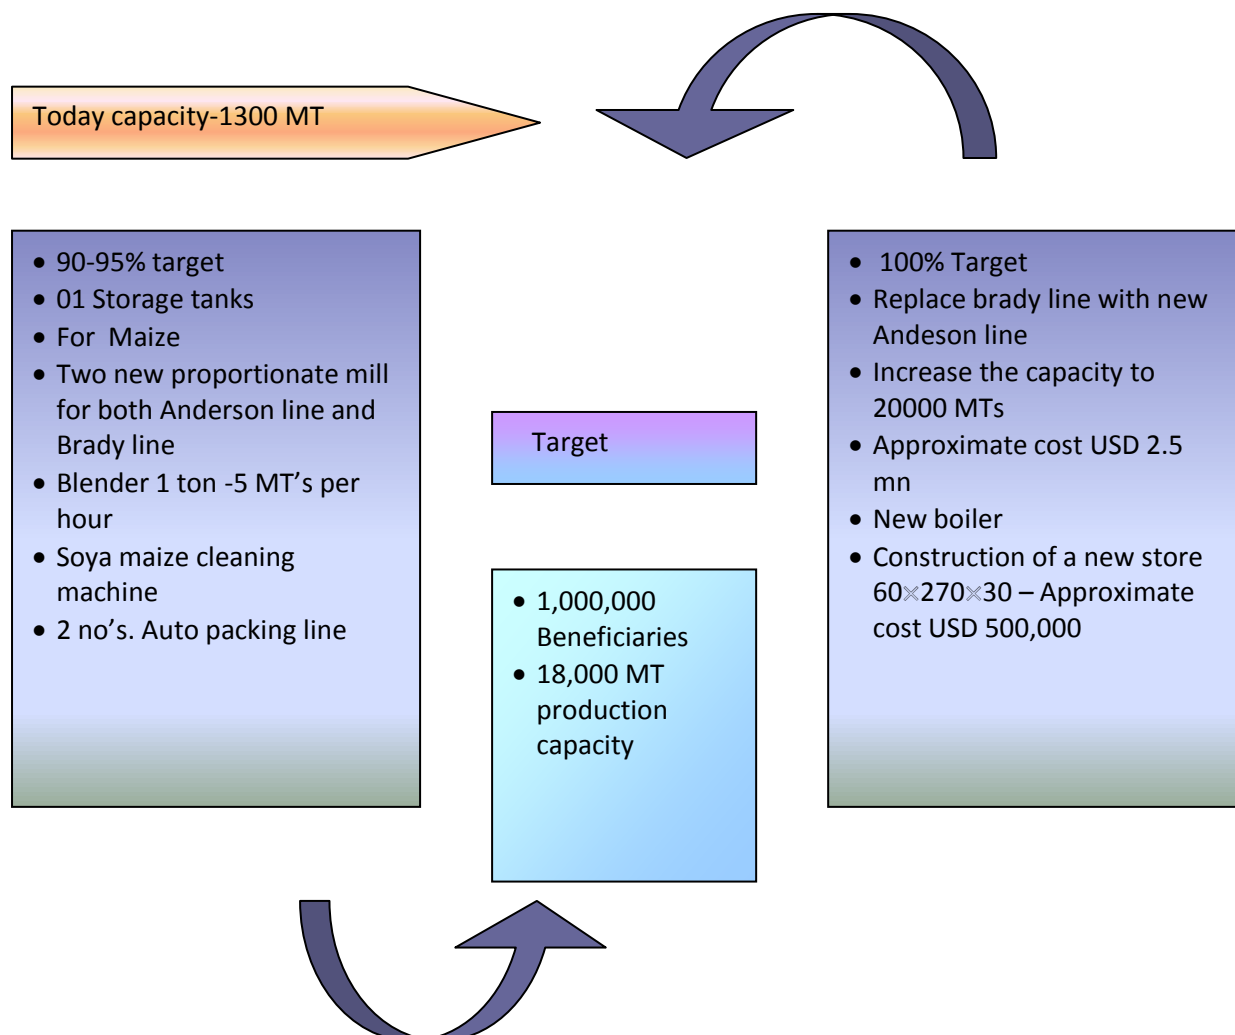 Today capacity-1300 MT
• 90-95% target
• 01 Storage tanks
• For Maize
• Two new proportionate mill
for both Anderson line and
Brady line
• Blender 1 ton -5 MT’s per
hour
• Soya maize cleaning
machine
• 2 no’s. Auto packing line
Target
• 1,000,000
Beneficiaries
• 18,000 MT
production
capacity
• 100% Target
• Replace brady line with new
Andeson line
• Increase the capacity to
20000 MTs
• Approximate cost USD 2.5
mn
• New boiler
• Construction of a new store
60×270×30 – Approximate
cost USD 500,000